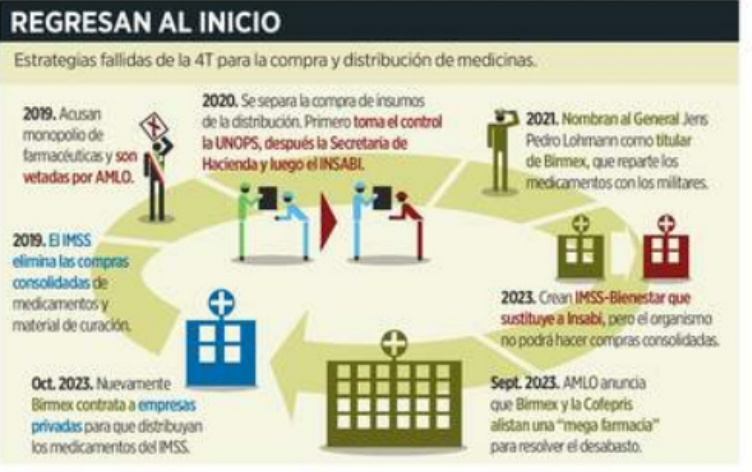 REGRESAN AL INICIO
Estrategias fallidas de la 4T para la compra y distribución de medicinas.
2019. Acusan
monopolio de
farmacéuticas y son
vetadas por AMLO.
2020. Se separa la compra de insumos
de la distribución. Primero toma el control
la UNOPS, después la Secretaría de
Hacienda y luego el INSABI.
2021. Nombran al General Jens
Pedro Lohmann como titular
de Birmex, que reparte los
medicamentos con los militares.
2019. El IMSS
elimina las compras
consolidadas de
medicamentos y
material de curación.
2023. Crean IMSS-Bienestar que
sustituye a Insabi, pero el organismo
no podrá hacer compras consolidadas.
Oct. 2023. Nuevamente
Birmex contrata a empresas
privadas para que distribuyan
los medicamentos del IMSS.
Sept. 2023. AMLO anuncia
que Birmex y la Cofepris
alistan una "mega farmacia"
para resolver el desabasto.